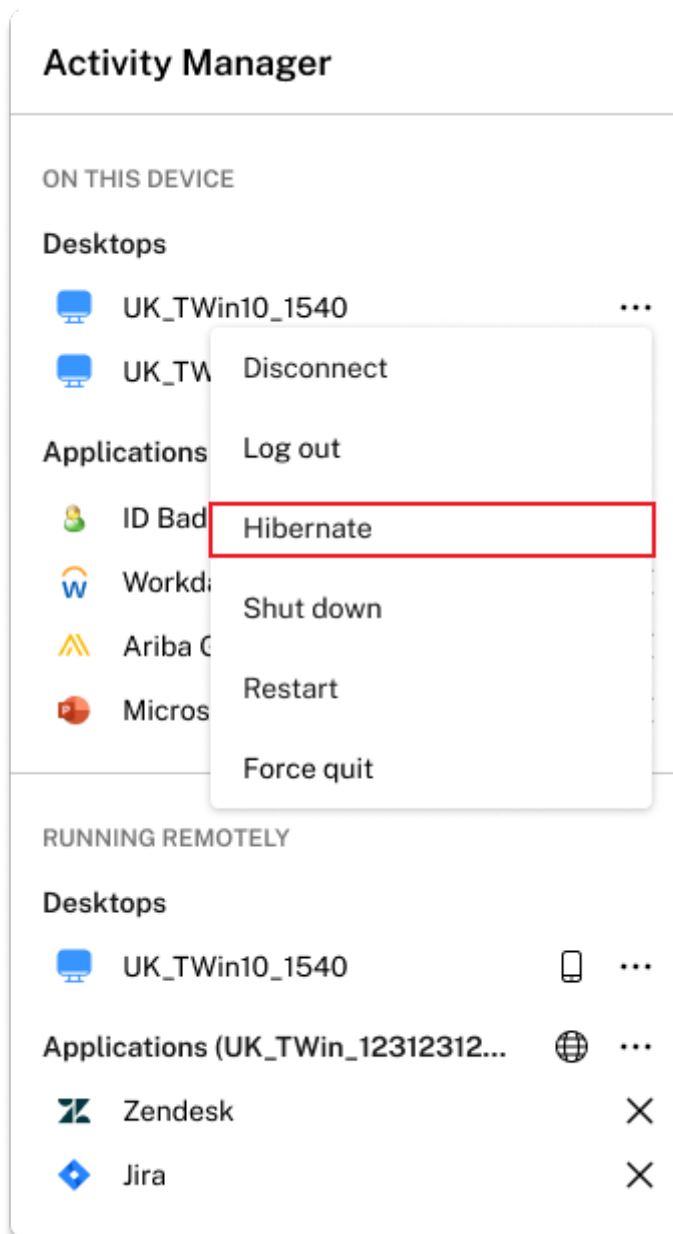 Activity Manager
ON THIS DEVICE
Desktops
UK_TWin10_1540
UK_TW
Disconnect
Applications
Log out
ID Bad
Hibernate
Workda
Shut down
Ariba G
Restart
Micros
Force quit
RUNNING REMOTELY
Desktops
UK_TWin10_1540
Applications (UK_TWin_12312312...
Zendesk
Jira